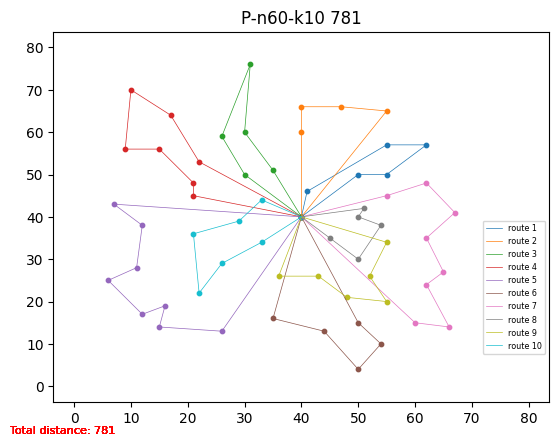 P-n60-k10 781
80
70
60
50
40
30
20
10
0
route 1
route 2
route 3
route 4
route 5
route 6
route 7
route 8
route 9
route 10
0 10 20 30 40 50 60 70 80
Total distance: 781